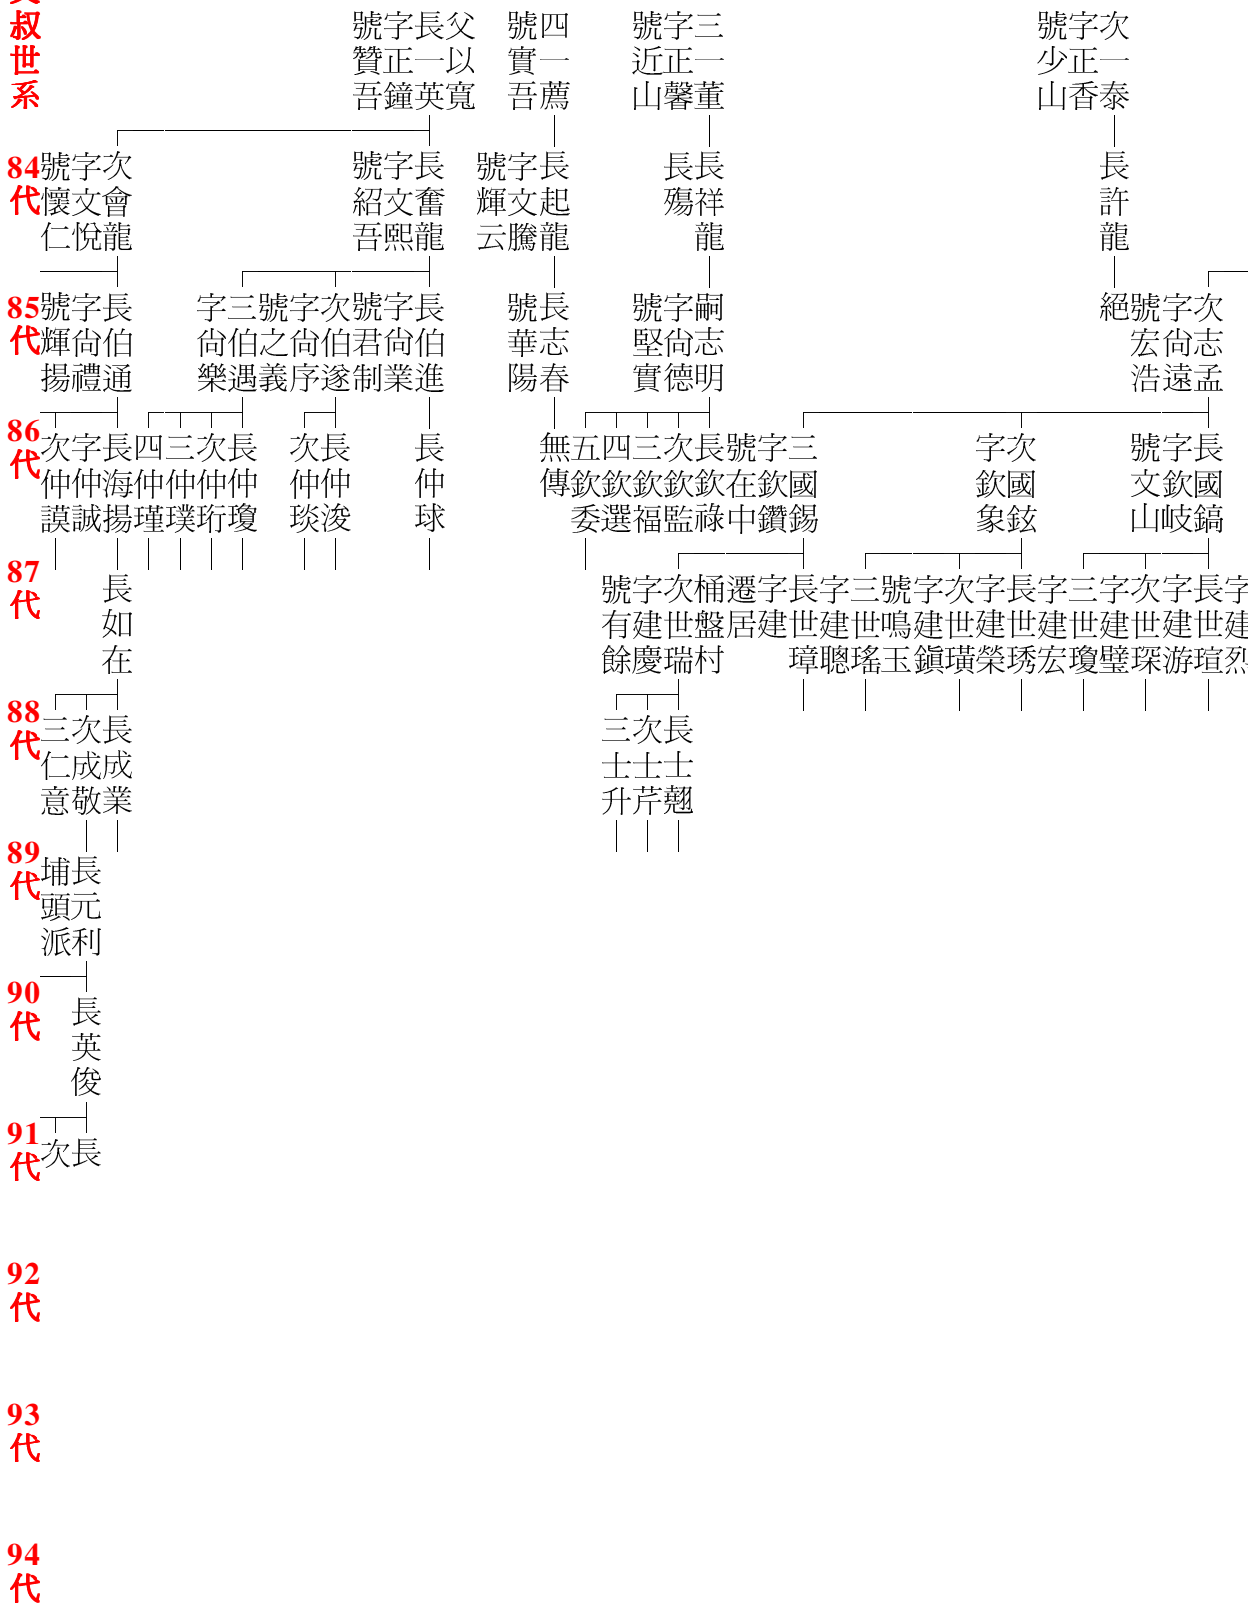 叔世系
次一泰
字正香
號少山
三一董
字正馨
號近山
四一薦
號實吾
父以寬
長一英
字正鐘
號贊吾
84代
長許龍
長祥龍
長殤
長起龍
字文騰
號輝云
長奮龍
字文熙
號紹吾
次會龍
字文悅
號懷仁
85代
次志孟
字尙遠
號宏浩
絕
嗣志明
字尙德
號堅實
長志春
號華陽
長伯進
字尙業
號君制
次伯遂
字尙序
號之義
三伯遇
字尙樂
長伯通
字尙禮
號輝揚
86代
長國鎬
字欽岐
號文山
次國鉉
字欽象
三國錫
字欽鑽
號在中
長欽祿
次欽監
三欽福
四欽選
五欽委
無傳
長仲球
長仲浚
次仲琰
長仲瓊
次仲珩
三仲璞
四仲瑾
長海揚
字仲誠
次仲謨
87代
字建烈
長世瑄
字建游
次世琛
字建璧
三世瓊
字建宏
長世琇
字建榮
次世璜
字建鎭
號鳴玉
三世瑤
字建聰
長世璋
字建
遷居
桶盤村
次世瑞
字建慶
號有餘
長如在
88代
長士翹
次士芹
三士升
長成業
次成敬
三仁意
89代
長元利
埔頭派
90代
長英俊
91代
長
次
92代
93代
94代